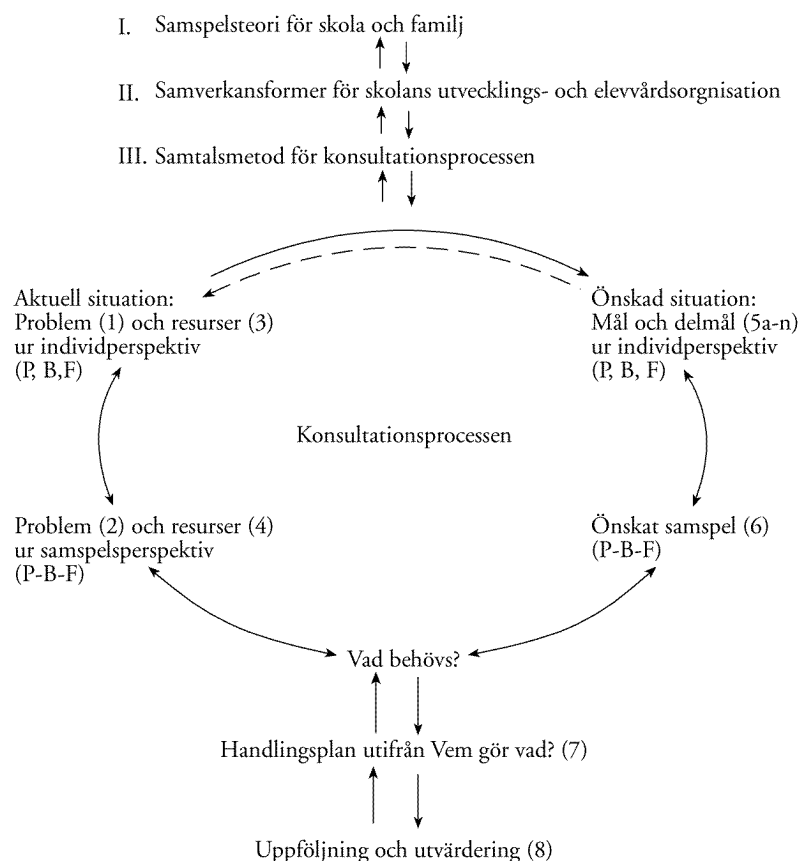 I. Samspelsteori för skola och familj
II. Samverkansformer för skolans utvecklings- och elevvårdsorgnisation
III. Samtalsmetod för konsultationsprocessen
Aktuell situation:
Problem (1) och resurser (3)
ur individperspektiv
(P, B,F)
Önskad situation:
Mål och delmål (5a-n)
ur individperspektiv
(P, B, F)
Konsultationsprocessen
Problem (2) och resurser (4)
ur samspelsperspektiv
(P-B-F)
Önskat samspel (6)
(P-B-F)
Vad behövs?
Handlingsplan utifrån Vem gör vad? (7)
Uppföljning och utvärdering (8)